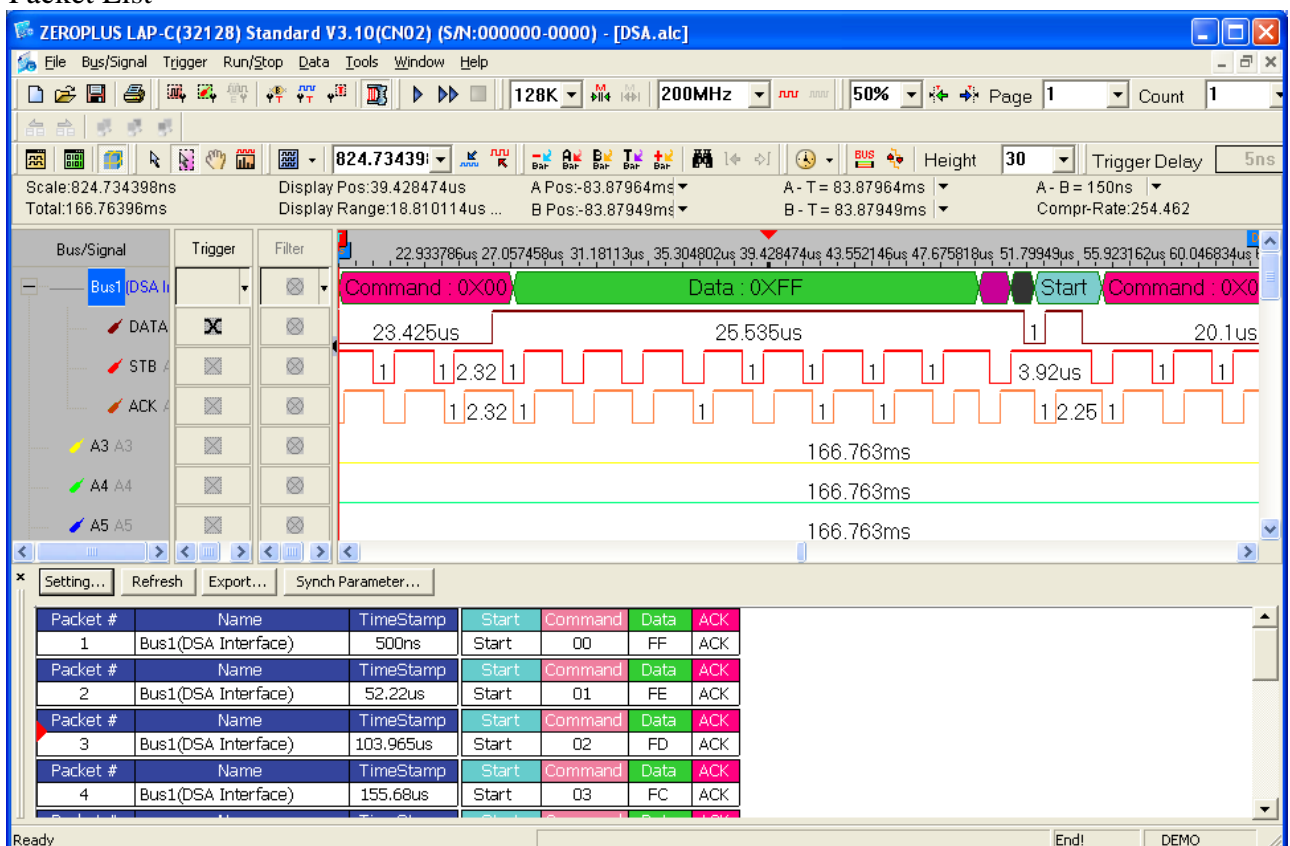 Packet List
ZEROPLUS LAP-C(32128) Standard V3.10(CN02) (S/N:000000-0000) - [DSA.alc]
File Bus/Signal Trigger Run/Stop Data Tools Window Help
128K 200MHz 50% Page 1 Count 1
824.73439 Bar Bar Bar Bar Bar BUS Height 30 Trigger Delay 5ns
Scale:824.734398ns Display Pos:39.428474us A Pos:-83.87964ms A - T = 83.87964ms A - B = 150ns
Total:166.76396ms Display Range:18.810114us ... B Pos:-83.87949ms B - T = 83.87949ms Compr-Rate:254.462
Bus/Signal Trigger Filter 22.933786us 27.057458us 31.18113us 35.304802us 39.428474us 43.552146us 47.675818us 51.79949us 55.923162us 60.046834us
Bus1 (DSA I Command : 0X00 Data : 0XFF Start Command : 0X0
DATA 23.425us 25.535us 1 20.1us
STB 1 1 2.32 1 1 1 1 1 3.92us 1 1
ACK 1 2.32 1 1 1 1 1 2.25 1
A3 A3 166.763ms
A4 A4 166.763ms
A5 A5 166.763ms
Setting... Refresh Export... Synch Parameter...
Packet # Name TimeStamp Start Command Data ACK
1 Bus1(DSA Interface) 500ns Start 00 FF ACK
Packet # Name TimeStamp Start Command Data ACK
2 Bus1(DSA Interface) 52.22us Start 01 FE ACK
Packet # Name TimeStamp Start Command Data ACK
3 Bus1(DSA Interface) 103.965us Start 02 FD ACK
Packet # Name TimeStamp Start Command Data ACK
4 Bus1(DSA Interface) 155.68us Start 03 FC ACK
Ready End! DEMO